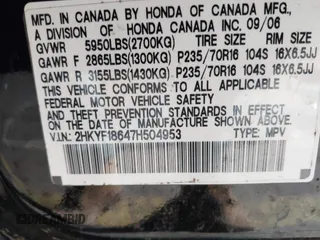 MFD. IN CANADA BY HONDA OF CANADA MFG.,
A DIVISION OF HONDA CANADA INC. 09/06
GVWR 5950LBS(2700KG) TIRE SIZE RIM SIZE
GAWR F 2865LBS(1300KG) P235/70R16 104S 16X6.5JJ
GAWR R 3155LBS(1430KG) P235/70R16 104S 16X6.5JJ
THIS VEHICLE CONFORMS TO ALL APPLICABLE
FEDERAL MOTOR VEHICLE SAFETY STANDARDS
IN EFFECT ON THE DATE OF MANUFACTURE SHOWN ABOVE.
V.I.N: 2HKYF18647H504953 TYPE: MPV
DREAMBID